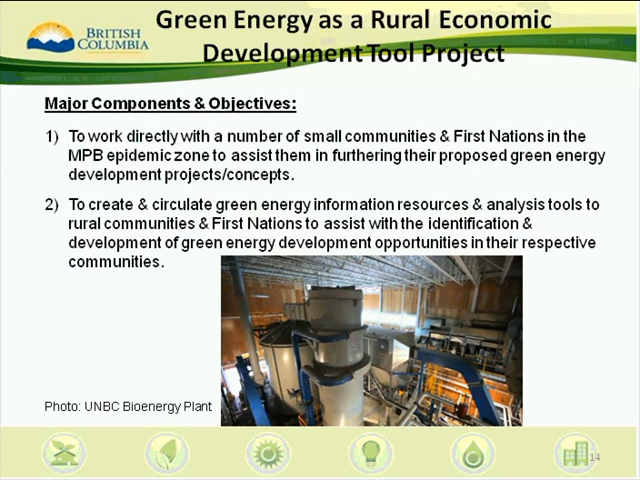 BRITISH
COLUMBIA
Green Energy as a Rural Economic
Development Tool Project
Major Components & Objectives:
1) To work directly with a number of small communities & First Nations in the
MPB epidemic zone to assist them in furthering their proposed green energy
development projects/concepts.
2) To create & circulate green energy information resources & analysis tools to
rural communities & First Nations to assist with the identification &
development of green energy development opportunities in their respective
communities.
Photo: UNBC Bioenergy Plant
14